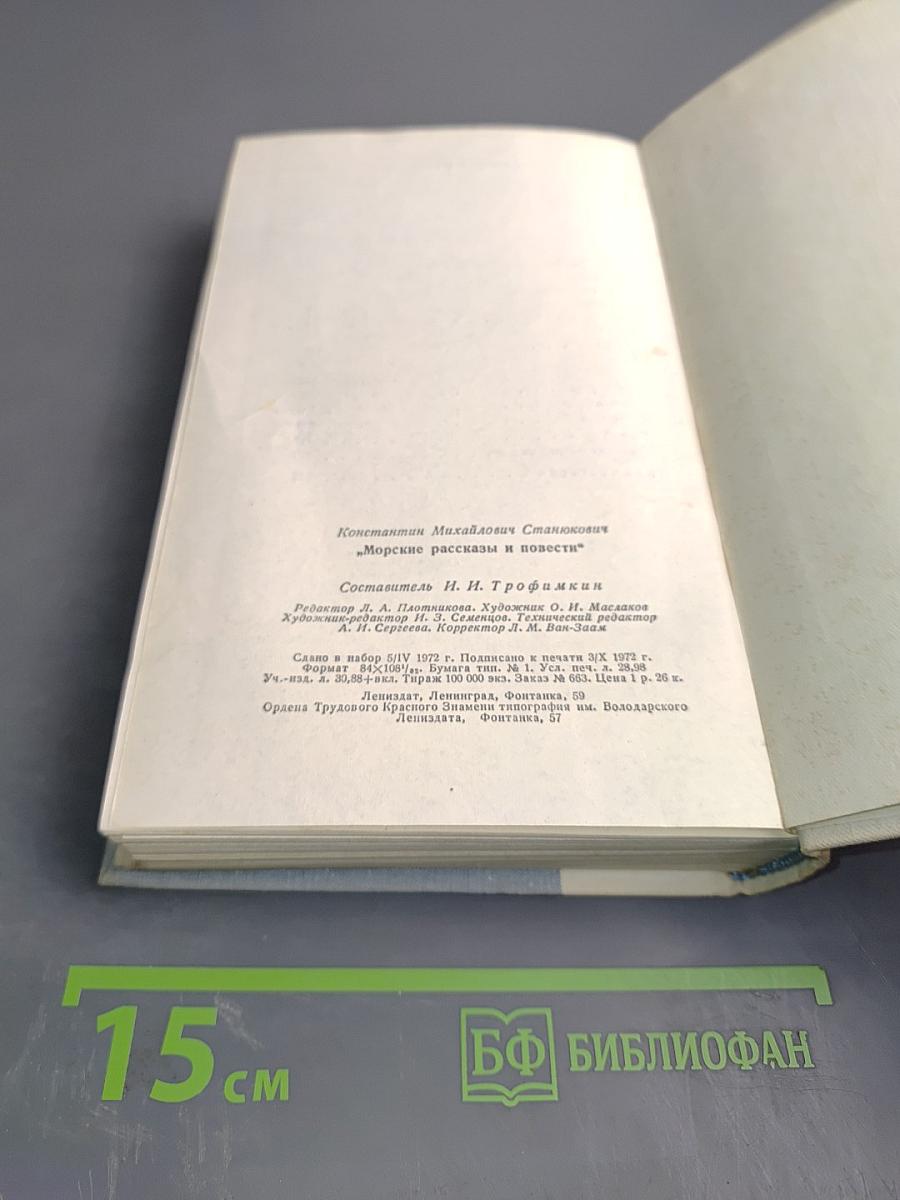 Константин Михайлович Станюкович
„Морские рассказы и повести“
Составитель И. И. Трофимкин
Редактор Л. А. Плотникова. Художник О. И. Маслаков
Художник-редактор И. З. Семенцов. Технический редактор
А. И. Сергеева. Корректор Л. М. Ван-Заам
Сдано в набор 5/IV 1972 г. Подписано к печати 3/X 1972 г.
Формат 84×108¹/₃₂. Бумага тип. № 1. Усл. печ. л. 28,98
Уч.-изд. л. 30,88+вкл. Тираж 100 000 экз. Заказ № 663. Цена 1 р. 26 к.
Лениздат, Ленинград, Фонтанка, 59
Ордена Трудового Красного Знамени типография им. Володарского
Лениздата, Фонтанка, 57
15 см
БФ БИБЛИОФАН